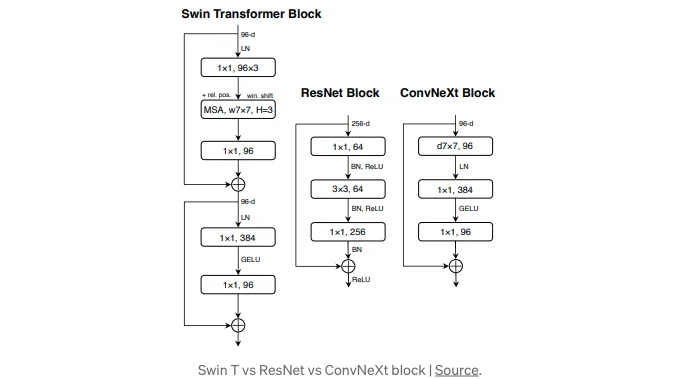 Swin Transformer Block
96-d
LN
1×1, 96×3
+ rel. pos. win. shift
MSA, w7×7, H=3
1×1, 96
96-d
LN
1×1, 384
GELU
1×1, 96
ResNet Block
256-d
1×1, 64
BN, ReLU
3×3, 64
BN, ReLU
1×1, 256
BN
ReLU
ConvNeXt Block
96-d
d7×7, 96
LN
1×1, 384
GELU
1×1, 96
Swin T vs ResNet vs ConvNeXt block | Source.